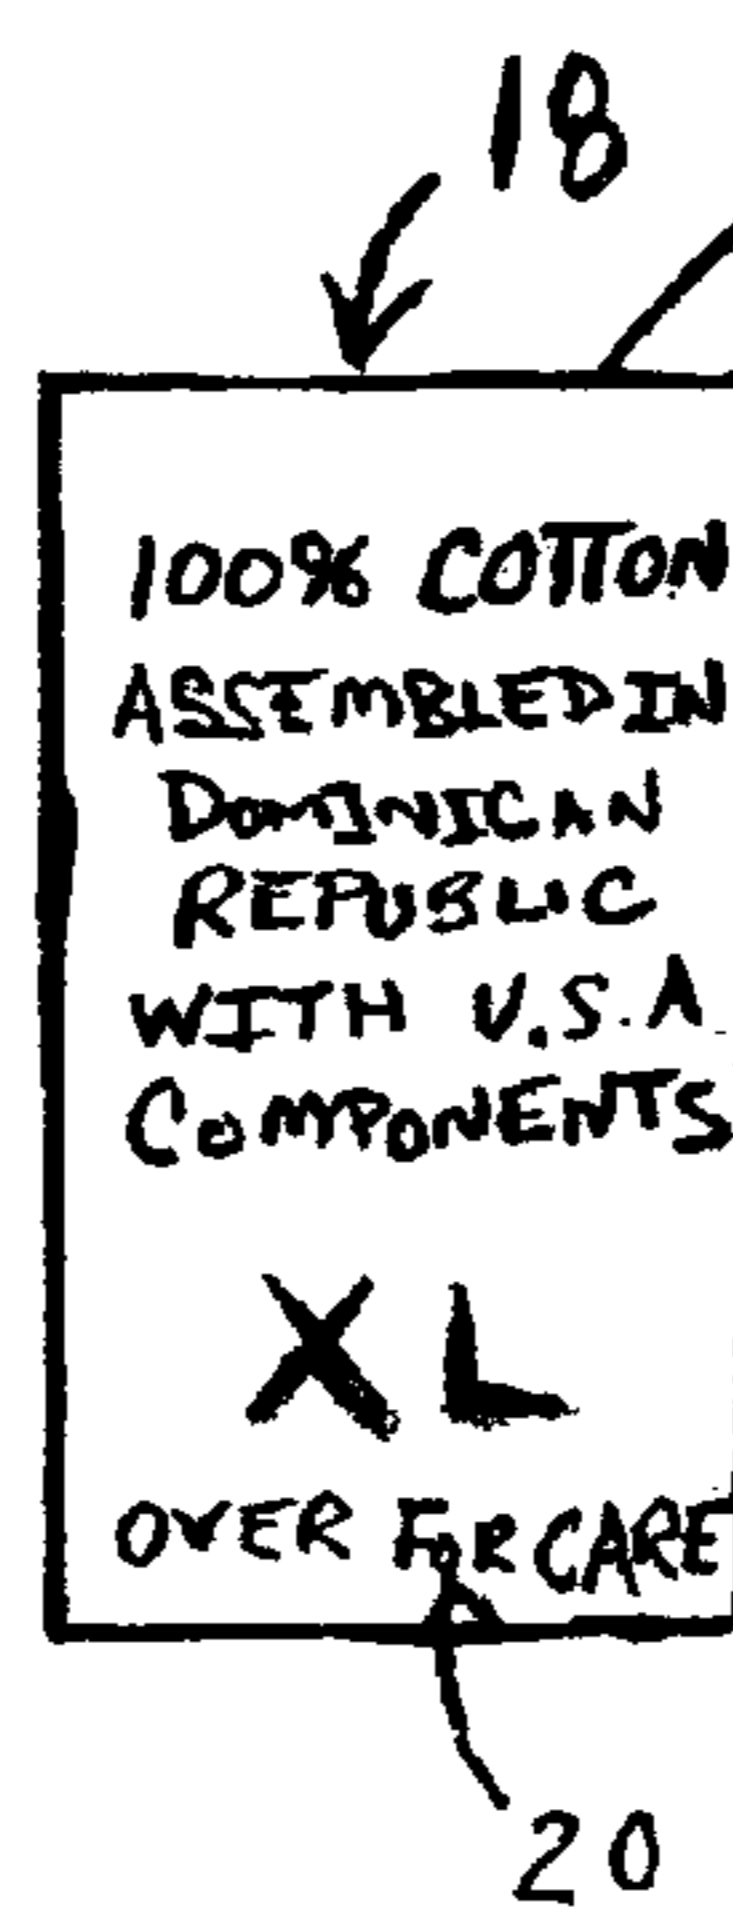 18
100% COTTON
ASSEMBLED IN
DOMINICAN
REPUBLIC
WITH U.S.A
COMPONENTS
XL
OVER FOR CARE
20